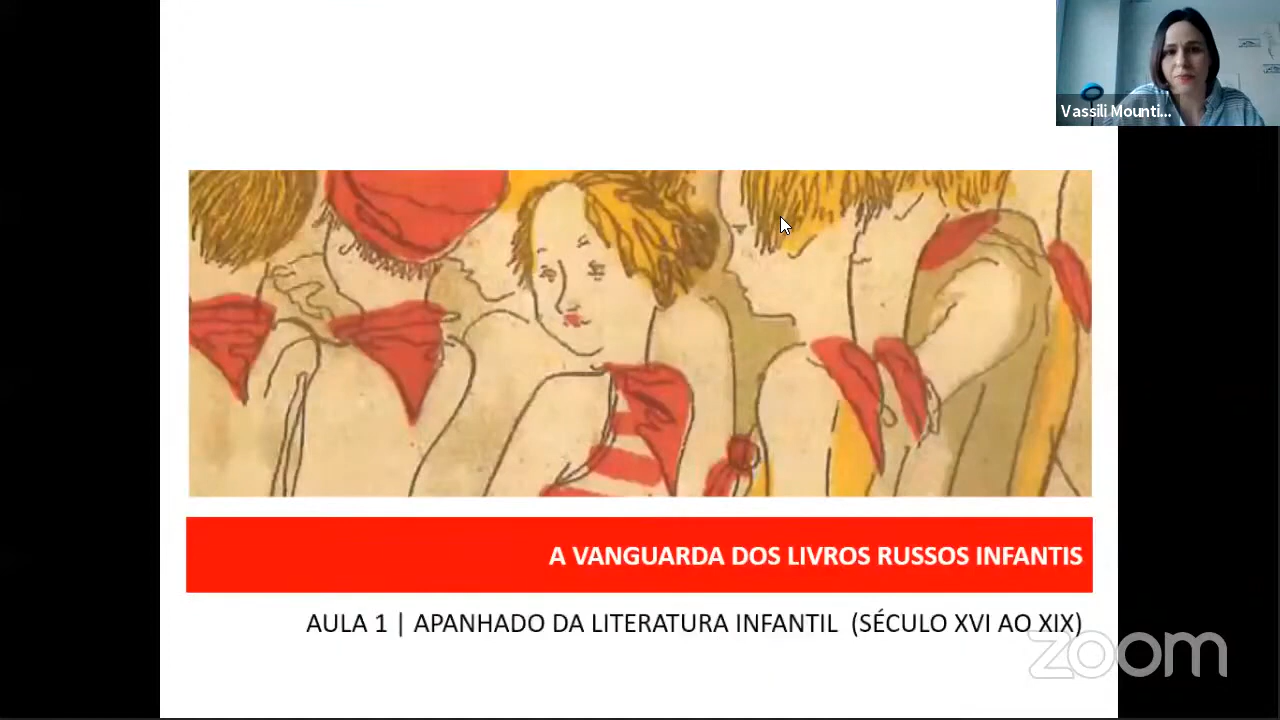 Vassili Mounti...
A VANGUARDA DOS LIVROS RUSSOS INFANTIS
AULA 1 | APANHADO DA LITERATURA INFANTIL (SÉCULO XVI AO XIX)
zoom